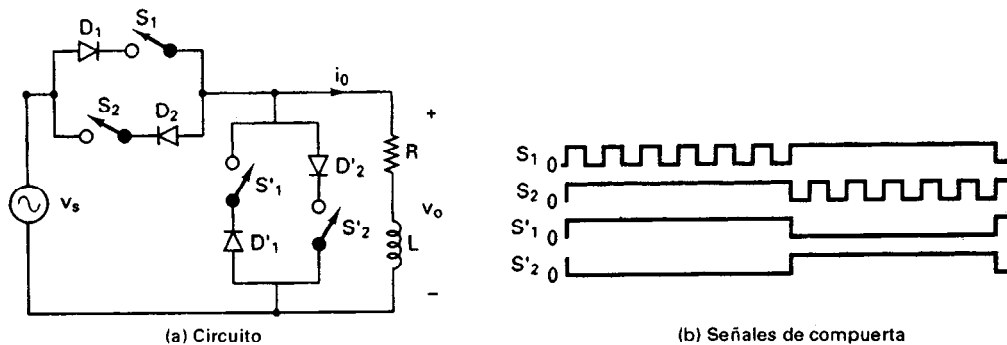 D1
S1
S2
D2
i0
+
R
S'1
D'2
vs
vo
D'1
S'2
L
−
(a) Circuito
S1 0
S2 0
S'1 0
S'2 0
(b) Señales de compuerta